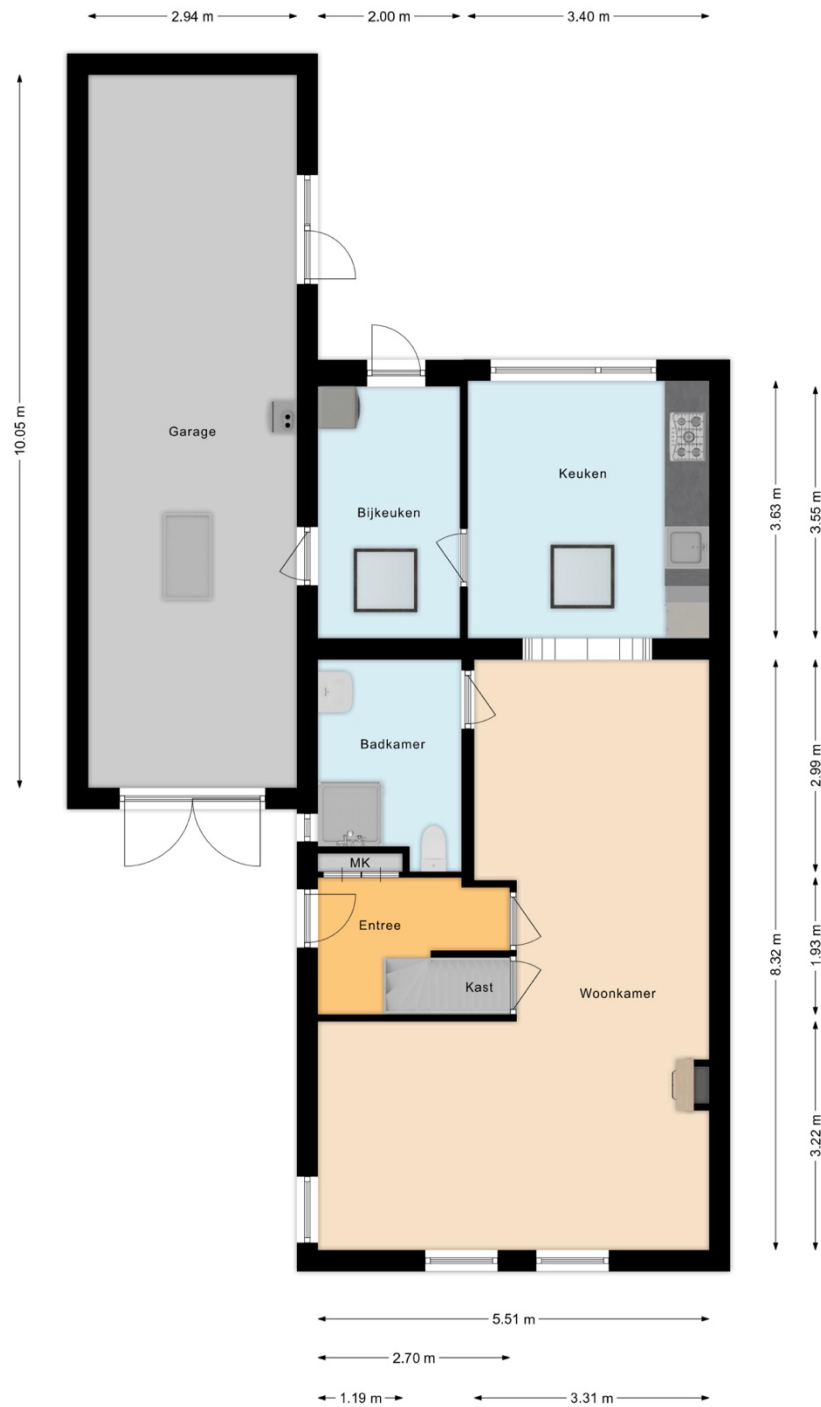 2.94 m
2.00 m
3.40 m
10.05 m
Garage
Bijkeuken
Keuken
3.63 m
3.55 m
Badkamer
MK
Entree
Kast
Woonkamer
2.99 m
1.93 m
8.32 m
3.22 m
5.51 m
2.70 m
1.19 m
3.31 m